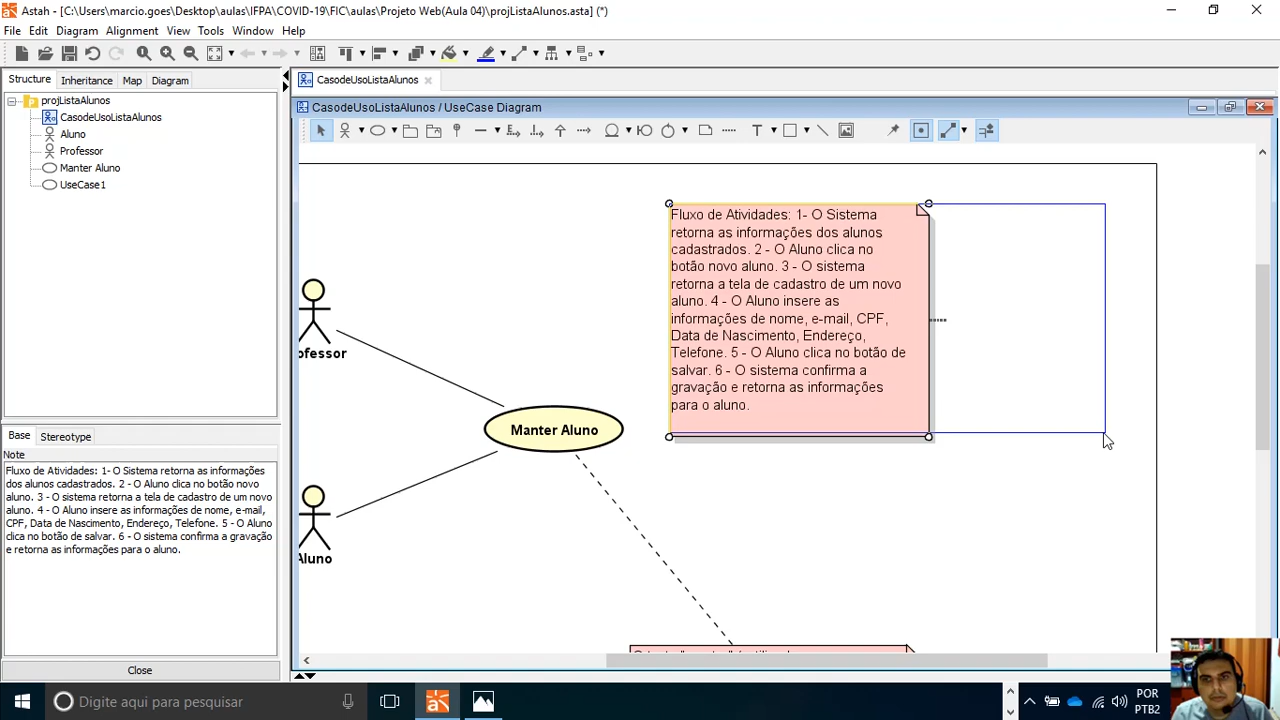 Astah - [C:\Users\marcio.goes\Desktop\aulas\IFPA\COVID-19\FIC\aulas\Projeto Web(Aula 04)\projListaAlunos.asta] (*)
File Edit Diagram Alignment View Tools Window Help
Structure Inheritance Map Diagram
projListaAlunos
CasodeUsoListaAlunos
Aluno
Professor
Manter Aluno
UseCase1
Base Stereotype
Note
Fluxo de Atividades: 1- O Sistema retorna as informações
dos alunos cadastrados. 2 - O Aluno clica no botão novo
aluno. 3 - O sistema retorna a tela de cadastro de um novo
aluno. 4 - O Aluno insere as informações de nome, e-mail,
CPF, Data de Nascimento, Endereço, Telefone. 5 - O Aluno
clica no botão de salvar. 6 - O sistema confirma a gravação
e retorna as informações para o aluno.
Close
CasodeUsoListaAlunos
CasodeUsoListaAlunos / UseCase Diagram
Fluxo de Atividades: 1- O Sistema
retorna as informações dos alunos
cadastrados. 2 - O Aluno clica no
botão novo aluno. 3 - O sistema
retorna a tela de cadastro de um novo
aluno. 4 - O Aluno insere as
informações de nome, e-mail, CPF,
Data de Nascimento, Endereço,
Telefone. 5 - O Aluno clica no botão de
salvar. 6 - O sistema confirma a
gravação e retorna as informações
para o aluno.
ofessor
Manter Aluno
Aluno
Digite aqui para pesquisar
POR
PTB2